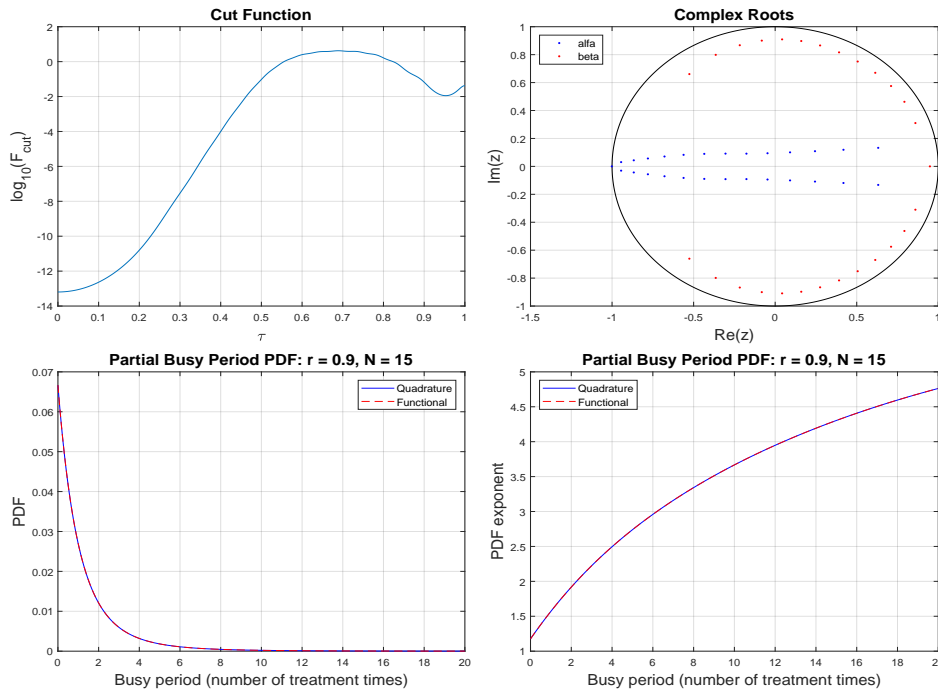 Cut Function
2
0
-2
-4
-6
-8
-10
-12
-14
log10(Fcut)
0 0.1 0.2 0.3 0.4 0.5 0.6 0.7 0.8 0.9 1
τ
Complex Roots
alfa
beta
1
0.8
0.6
0.4
0.2
0
-0.2
-0.4
-0.6
-0.8
-1
Im(z)
-1.5 -1 -0.5 0 0.5 1
Re(z)
Partial Busy Period PDF: r = 0.9, N = 15
Quadrature
Functional
0.07
0.06
0.05
0.04
0.03
0.02
0.01
0
PDF
0 2 4 6 8 10 12 14 16 18 20
Busy period (number of treatment times)
Partial Busy Period PDF: r = 0.9, N = 15
Quadrature
Functional
5
4.5
4
3.5
3
2.5
2
1.5
1
PDF exponent
0 2 4 6 8 10 12 14 16 18 20
Busy period (number of treatment times)